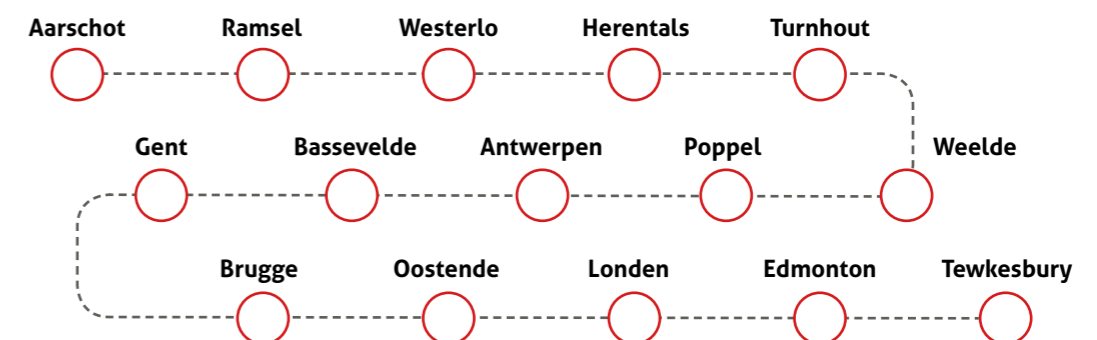 Aarschot Ramsel Westerlo Herentals Turnhout
Gent Bassevelde Antwerpen Poppel Weelde
Brugge Oostende Londen Edmonton Tewkesbury